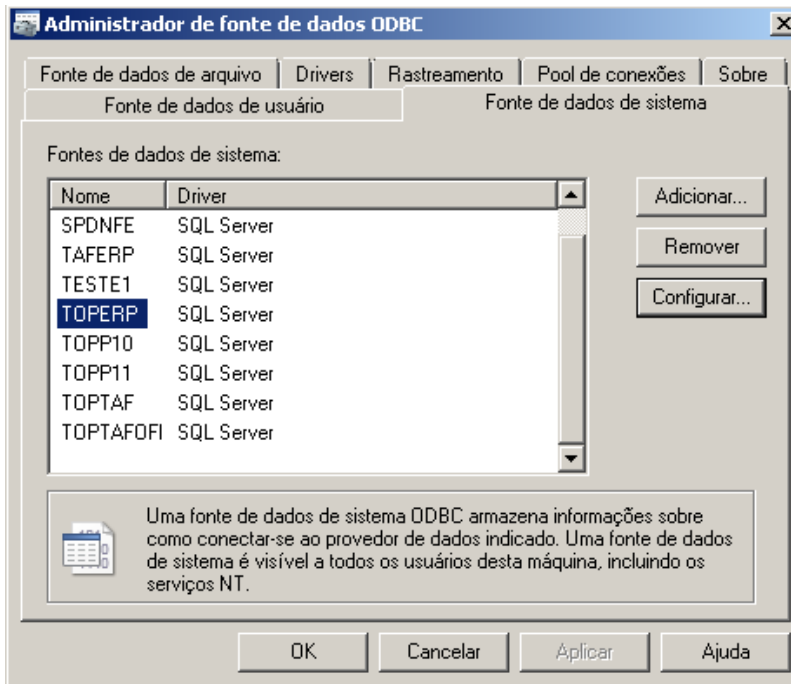 Administrador de fonte de dados ODBC
Fonte de dados de arquivo Drivers Rastreamento Pool de conexões Sobre
Fonte de dados de usuário Fonte de dados de sistema
Fontes de dados de sistema:
Nome Driver
Adicionar...
SPDNFE SQL Server
TAFERP SQL Server
Remover
TESTE1 SQL Server
Configurar...
TOPERP SQL Server
TOPP10 SQL Server
TOPP11 SQL Server
TOPTAF SQL Server
TOPTAFOFI SQL Server
Uma fonte de dados de sistema ODBC armazena informações sobre
como conectar-se ao provedor de dados indicado. Uma fonte de dados
de sistema é visível a todos os usuários desta máquina, incluindo os
serviços NT.
OK Cancelar Aplicar Ajuda